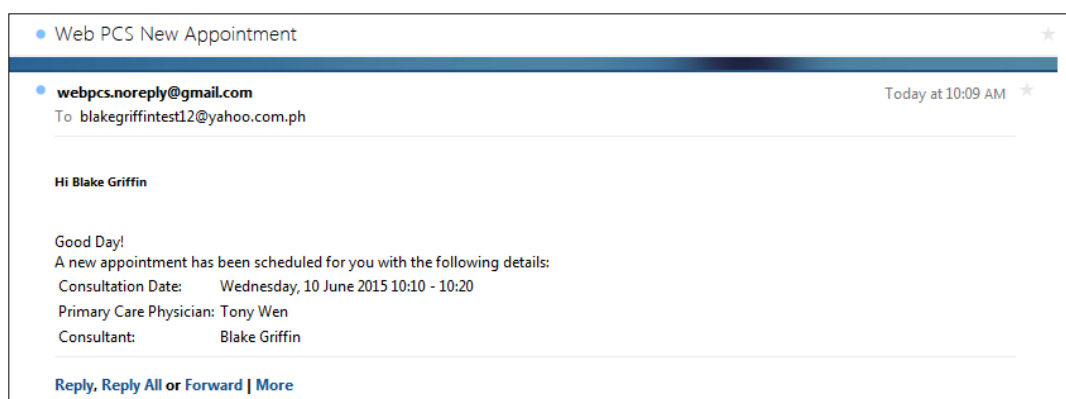 Web PCS New Appointment
webpcs.noreply@gmail.com Today at 10:09 AM
To blakegriffintest12@yahoo.com.ph
Hi Blake Griffin
Good Day!
A new appointment has been scheduled for you with the following details:
Consultation Date: Wednesday, 10 June 2015 10:10 - 10:20
Primary Care Physician: Tony Wen
Consultant: Blake Griffin
Reply, Reply All or Forward | More